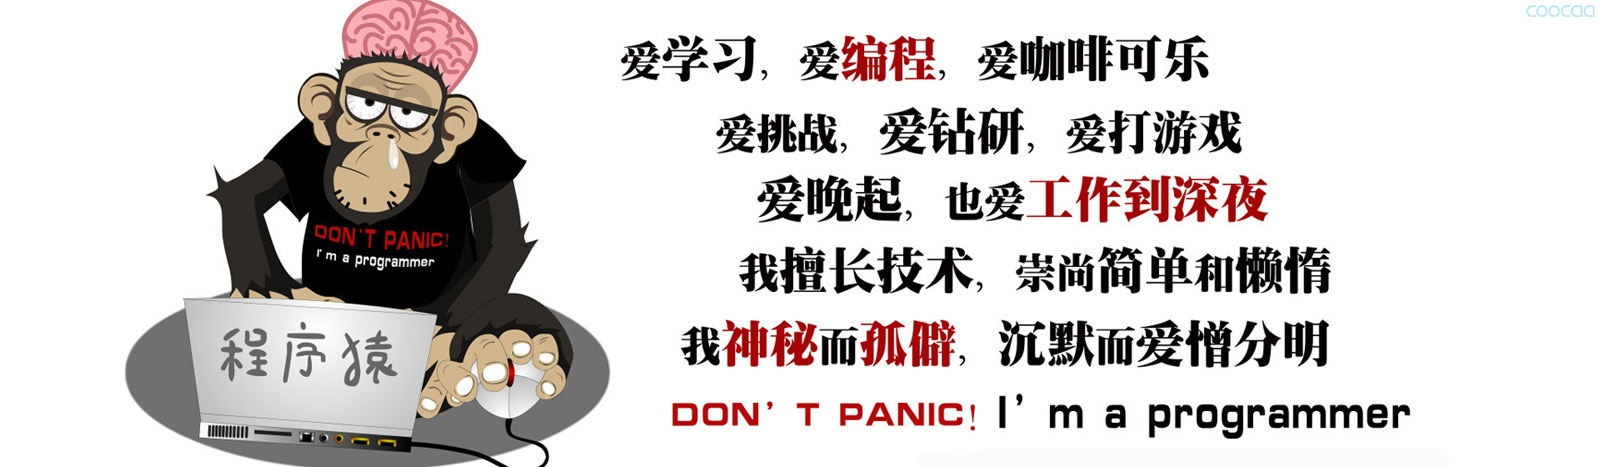 coocaa
爱学习，爱编程，爱咖啡可乐
爱挑战，爱钻研，爱打游戏
爱晚起，也爱工作到深夜
我擅长技术，崇尚简单和懒惰
我神秘而孤僻，沉默而爱憎分明
DON'T PANIC! I'm a programmer
DON'T PANIC!
I'm a programmer
程序猿